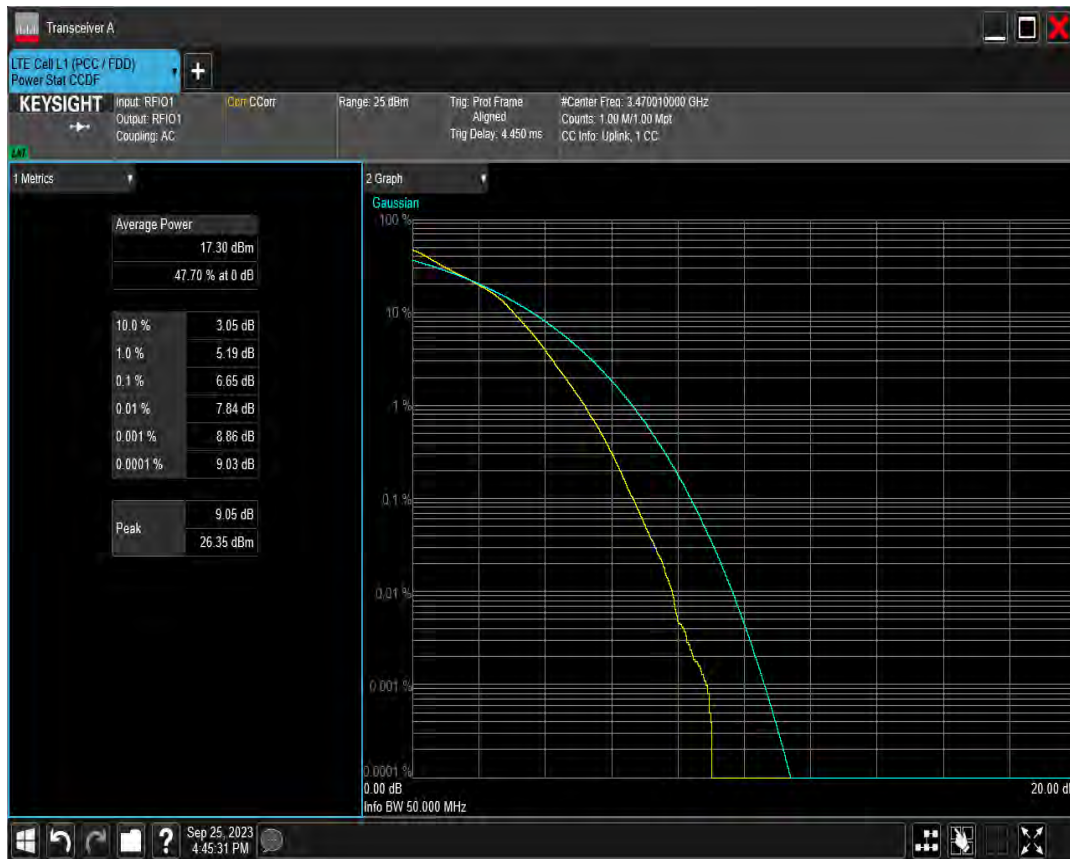 Transceiver A
LTE Cell L1 (PCC / FDD)
Power Stat CCDF
+
KEYSIGHT
Input: RFIO1
Output: RFIO1
Coupling: AC
Corr CCorr
Range: 25 dBm
Trig: Prot Frame
Aligned
Trig Delay: 4.450 ms
#Center Freq: 3.470010000 GHz
Counts: 1.00 M/1.00 Mpt
CC Info: Uplink, 1 CC
1 Metrics
Average Power
17.30 dBm
47.70 % at 0 dB
10.0 % 3.05 dB
1.0 % 5.19 dB
0.1 % 6.65 dB
0.01 % 7.84 dB
0.001 % 8.86 dB
0.0001 % 9.03 dB
Peak
9.05 dB
26.35 dBm
2 Graph
Gaussian
100 %
10 %
1 %
0.1 %
0.01 %
0.001 %
0.0001 %
0.00 dB
20.00 d
Info BW 50.000 MHz
?
Sep 25, 2023
4:45:31 PM